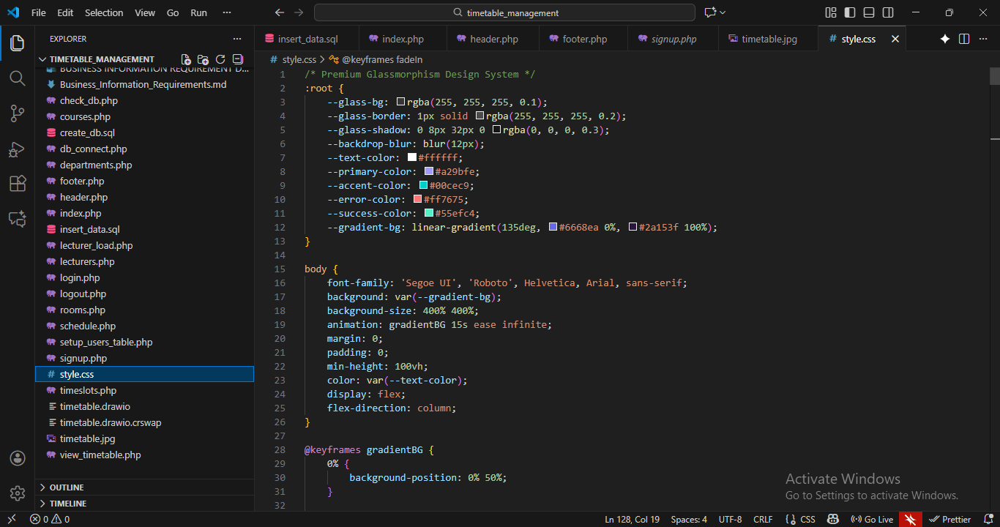 File Edit Selection View Go Run ··· timetable_management
EXPLORER ···
TIMETABLE_MANAGEMENT
BUSINESS INFORMATION REQUIREMENT D...
Business_Information_Requirements.md
check_db.php
courses.php
create_db.sql
db_connect.php
departments.php
footer.php
header.php
index.php
insert_data.sql
lecturer_load.php
lecturers.php
login.php
logout.php
rooms.php
schedule.php
setup_users_table.php
signup.php
# style.css
timeslots.php
timetable.drawio
timetable.drawio.crswap
timetable.jpg
view_timetable.php
OUTLINE
TIMELINE
insert_data.sql index.php header.php footer.php signup.php timetable.jpg # style.css
# style.css > @keyframes fadeIn
1 /* Premium Glassmorphism Design System */
2 :root {
3 --glass-bg: rgba(255, 255, 255, 0.1);
4 --glass-border: 1px solid rgba(255, 255, 255, 0.2);
5 --glass-shadow: 0 8px 32px 0 rgba(0, 0, 0, 0.3);
6 --backdrop-blur: blur(12px);
7 --text-color: #ffffff;
8 --primary-color: #a29bfe;
9 --accent-color: #00cec9;
10 --error-color: #ff7675;
11 --success-color: #55efc4;
12 --gradient-bg: linear-gradient(135deg, #6668ea 0%, #2a153f 100%);
13 }
14
15 body {
16 font-family: 'Segoe UI', 'Roboto', Helvetica, Arial, sans-serif;
17 background: var(--gradient-bg);
18 background-size: 400% 400%;
19 animation: gradientBG 15s ease infinite;
20 margin: 0;
21 padding: 0;
22 min-height: 100vh;
23 color: var(--text-color);
24 display: flex;
25 flex-direction: column;
26 }
27
28 @keyframes gradientBG {
29 0% {
30 background-position: 0% 50%;
31 }
32
Activate Windows
Go to Settings to activate Windows.
0 0 Ln 128, Col 19 Spaces: 4 UTF-8 CRLF {} CSS Go Live Prettier